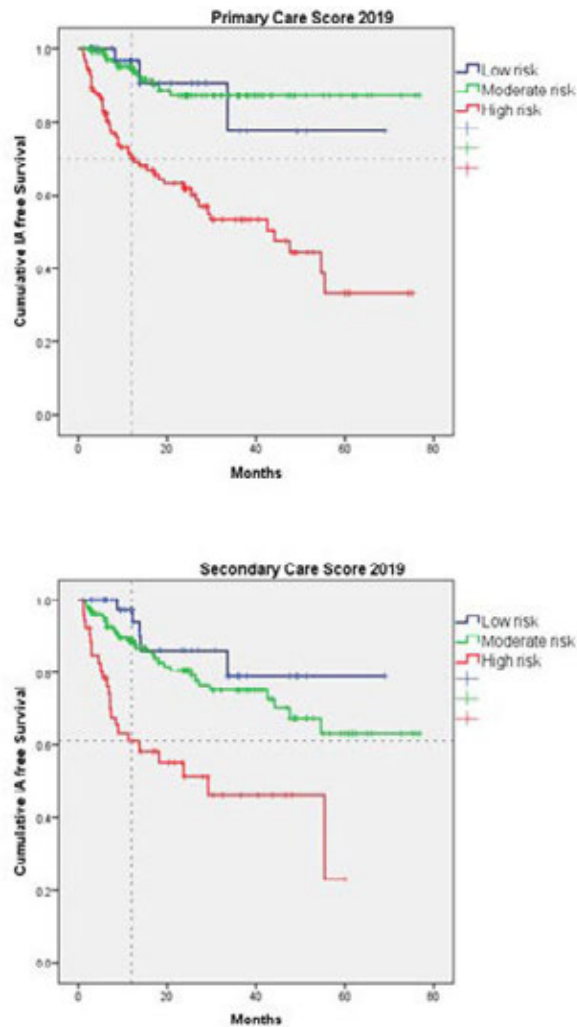 Primary Care Score 2019
Cumulative IA free Survival
1.0
0.8
0.6
0.4
0.2
0.0
0 20 40 60 80
Months
Low risk
Moderate risk
High risk
Secondary Care Score 2019
Cumulative IA free Survival
1.0
0.8
0.6
0.4
0.2
0.0
0 20 40 60 80
Months
Low risk
Moderate risk
High risk